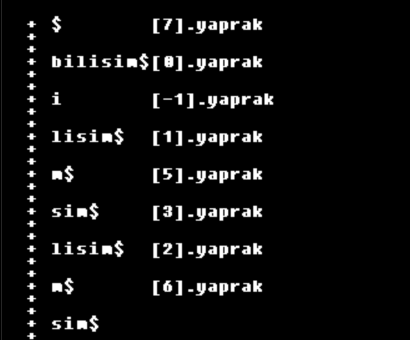 + $ [7].yaprak
+
+ bilisim$[0].yaprak
+
+ i [-1].yaprak
+
+ lisim$ [1].yaprak
+
+ m$ [5].yaprak
+
+ sim$ [3].yaprak
+
+ lisim$ [2].yaprak
+
+ m$ [6].yaprak
+
+ sim$